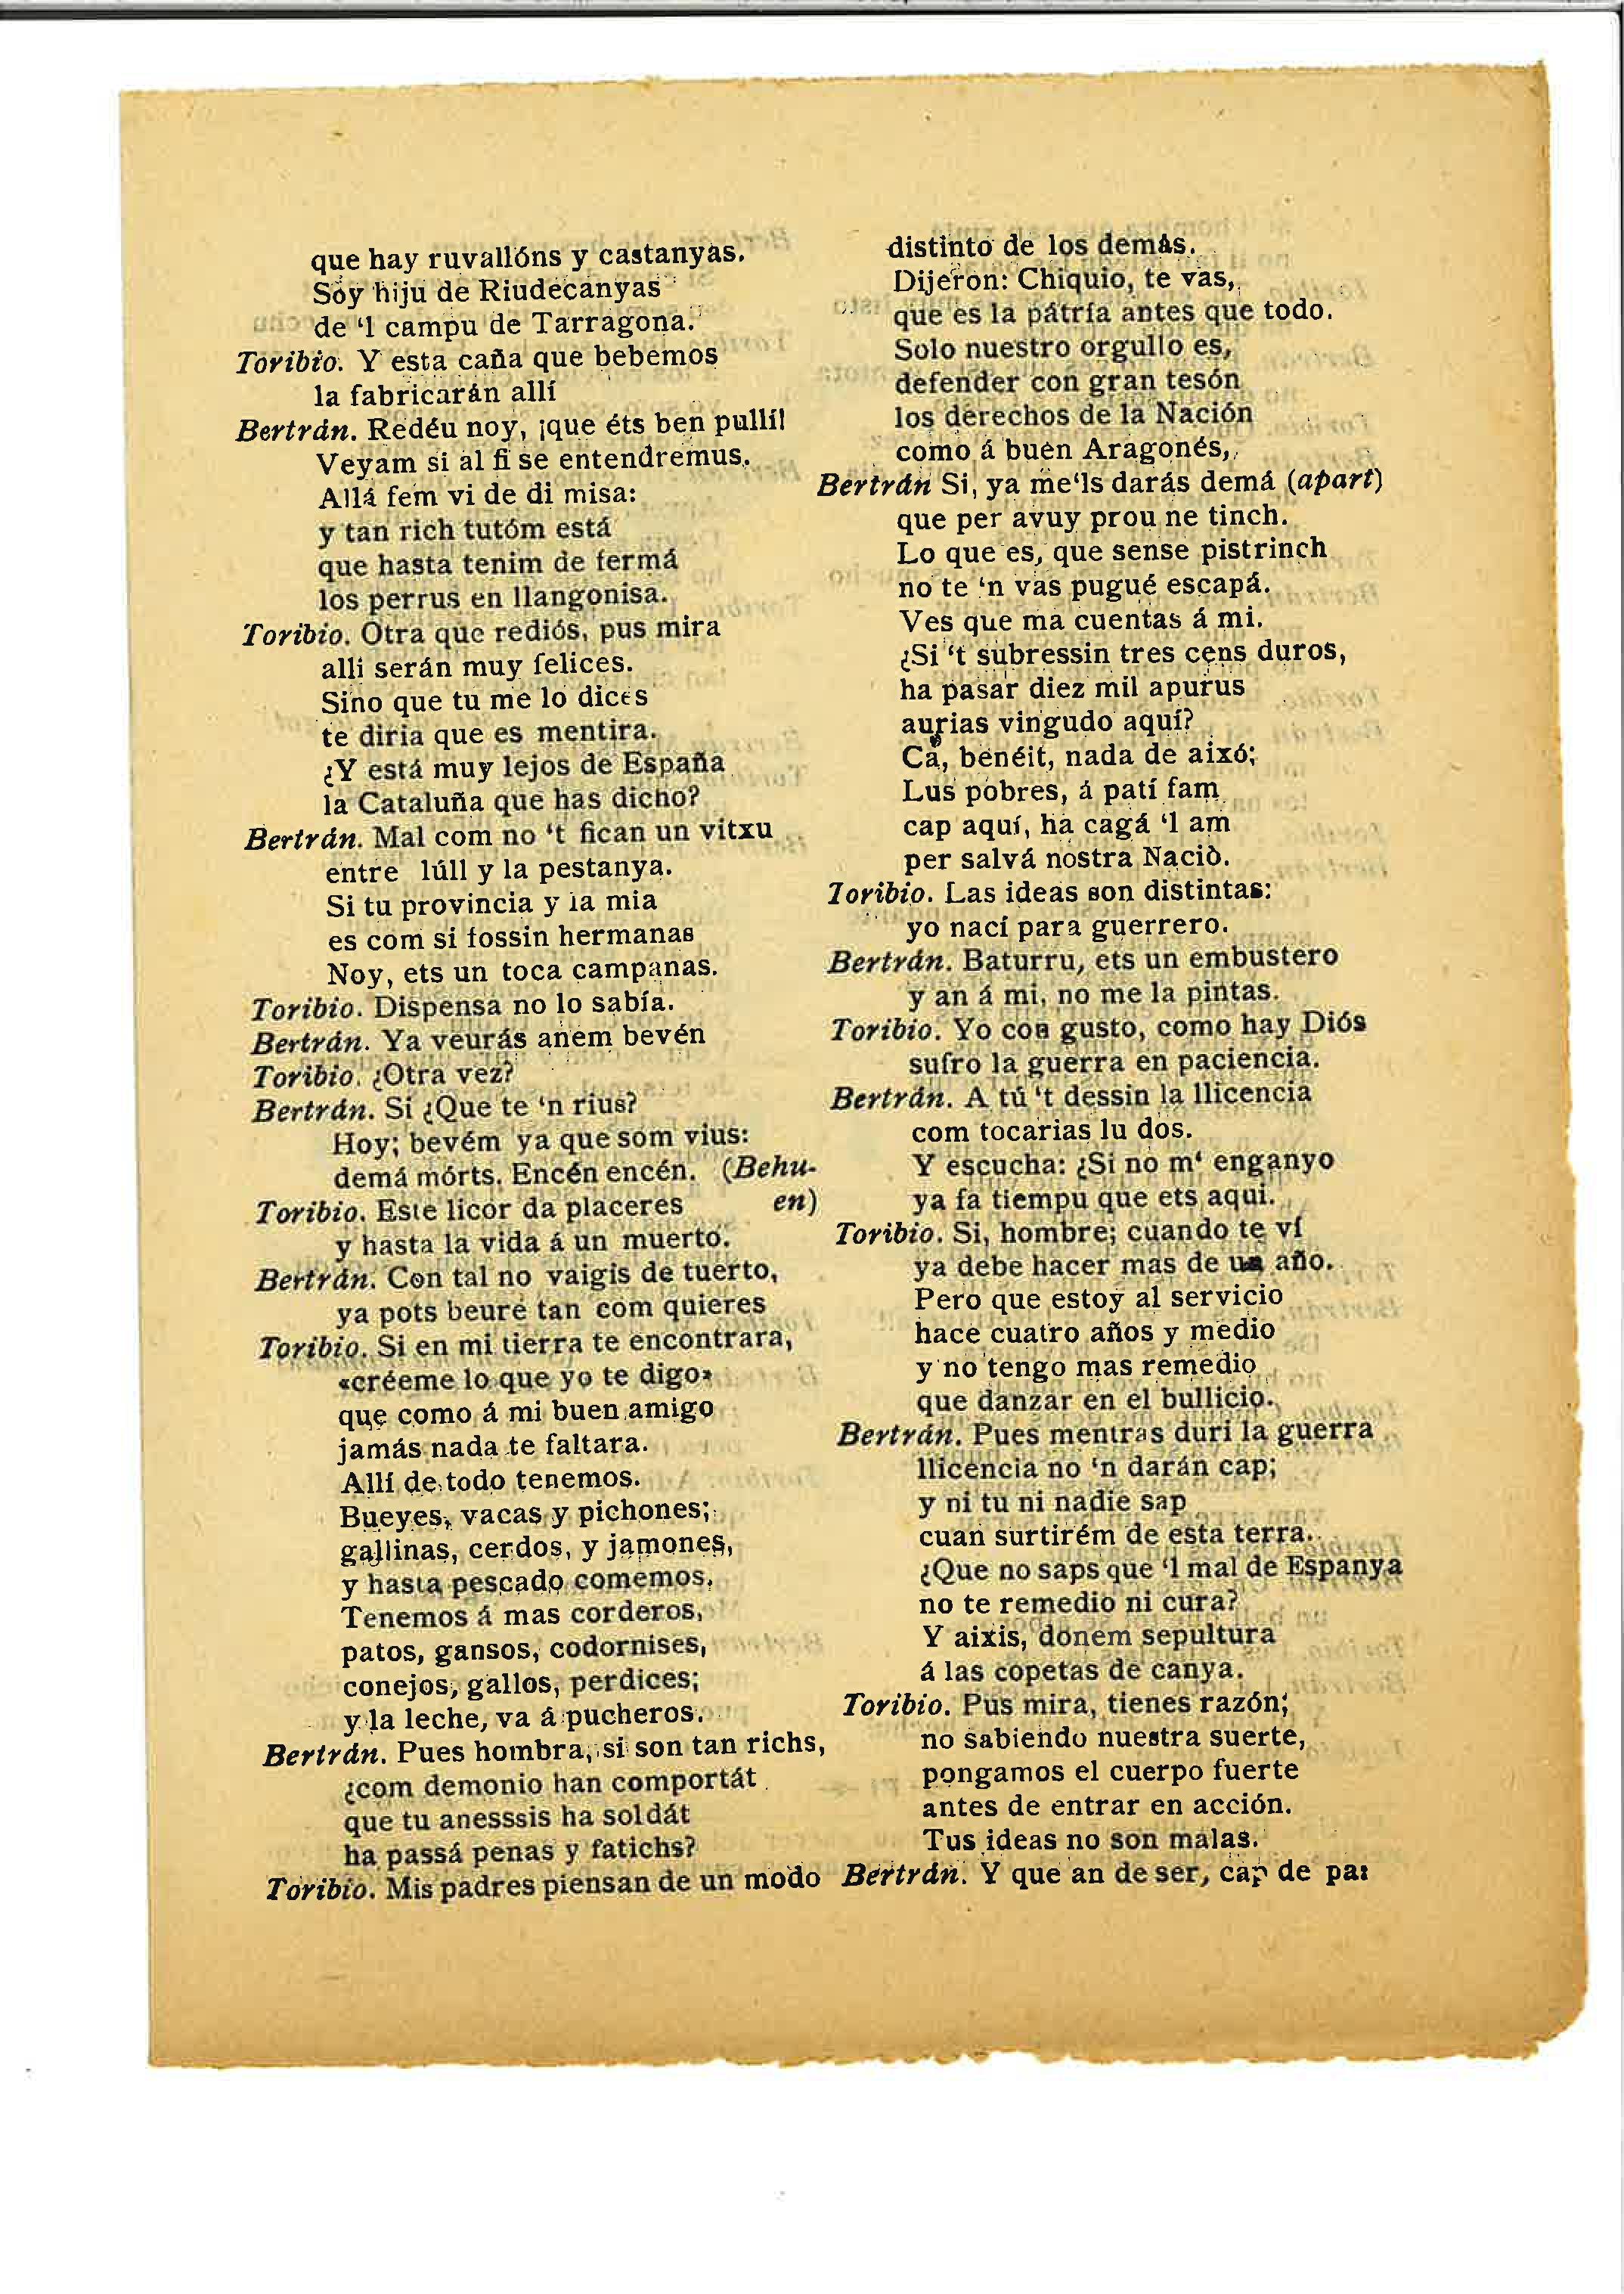 que hay ruvallóns y castanyas.
Soy hiju de Riudecanyas
de ‘l campu de Tarragona.
Toribio. Y esta caña que bebemos
la fabricarán allí
Bertrán. Redéu noy, ¡que éts ben pullí!
Veyam si al fi se entendremus.
Allá fem vi de di misa:
y tan rich tutóm está
que hasta tenim de fermá
los perrus en llangonisa.
Toribio. Otra que rediós, pus mira
alli serán muy felices.
Sino que tu me lo dices
te diria que es mentira.
¿Y está muy lejos de España
la Cataluña que has dicho?
Bertrán. Mal com no ‘t fican un vitxu
entre lúll y la pestanya.
Si tu provincia y la mia
es com si fossin hermanas
Noy, ets un toca campanas.
Toribio. Dispensa no lo sabía.
Bertrán. Ya veurás anem bevén
Toribio. ¿Otra vez?
Bertrán. Si ¿Que te ‘n rius?
Hoy; bevém ya que som vius:
demá mórts. Encén encén. (Behu-
Toribio. Este licor da placeres en)
y hasta la vida á un muerto.
Bertrán. Con tal no vaigis de tuerto,
ya pots beure tan com quieres
Toribio. Si en mi tierra te encontrara,
«créeme lo que yo te digo»
que como á mi buen amigo
jamás nada te faltara.
Allí de todo tenemos.
Bueyes, vacas y pichones;
gallinas, cerdos, y jamones,
y hasta pescado comemos.
Tenemos á mas corderos,
patos, gansos, codornises,
conejos, gallos, perdices;
y la leche, va á pucheros.
Bertrán. Pues hombra, si son tan richs,
¿com demonio han comportát
que tu anesssis ha soldát
ha passá penas y fatichs?
Toribio. Mis padres piensan de un modo
distinto de los demás.
Dijeron: Chiquio, te vas,
que es la pátría antes que todo.
Solo nuestro orgullo es,
defender con gran tesón
los derechos de la Nación
como á buen Aragonés,
Bertrán Si, ya me‘ls darás demá (apart)
que per avuy prou ne tinch.
Lo que es, que sense pistrinch
no te ‘n vas pugué escapá.
Ves que ma cuentas á mi.
¿Si ‘t subressin tres cens duros,
ha pasar diez mil apurus
aurias vingudo aquí?
Cá, benéit, nada de aixó;
Lus pobres, á patí fam
cap aquí, ha cagá ‘l am
per salvá nostra Naciò.
Toribio. Las ideas son distintas:
yo nací para guerrero.
Bertrán. Baturru, ets un embustero
y an á mi, no me la pintas.
Toribio. Yo con gusto, como hay Diós
sufro la guerra en paciencia.
Bertrán. A tú ‘t dessin la llicencia
com tocarias lu dos.
Y escucha: ¿Si no m‘ enganyo
ya fa tiempu que ets aqui.
Toribio. Si, hombre; cuando te ví
ya debe hacer mas de un año.
Pero que estoy al servicio
hace cuatro años y medio
y no tengo mas remedio
que danzar en el bullicio.
Bertrán. Pues mentras duri la guerra
llicencia no ‘n darán cap;
y ni tu ni nadie sap
cuan surtirém de esta terra.
¿Que no saps que ‘l mal de Espanya
no te remedio ni cura?
Y aixis, donem sepultura
á las copetas de canya.
Toribio. Pus mira, tienes razón;
no sabiendo nuestra suerte,
pongamos el cuerpo fuerte
antes de entrar en acción.
Tus ideas no son malas.
Bertrán. Y que an de ser, cap de